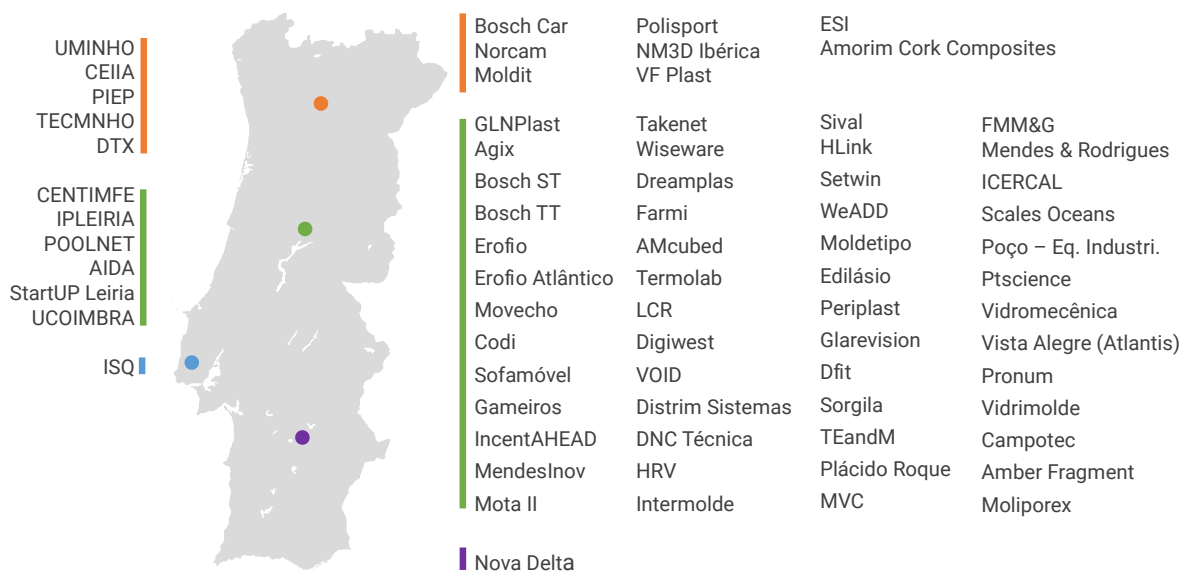 UMINHO
CEIIA
PIEP
TECMNHO
DTX
CENTIMFE
IPLEIRIA
POOLNET
AIDA
StartUP Leiria
UCOIMBRA
ISQ
Bosch Car
Norcam
Moldit
Polisport
NM3D Ibérica
VF Plast
ESI
Amorim Cork Composites
GLNPlast
Agix
Bosch ST
Bosch TT
Erofio
Erofio Atlântico
Movecho
Codi
Sofamóvel
Gameiros
IncentAHEAD
MendesInov
Mota II
Takenet
Wiseware
Dreamplas
Farmi
AMcubed
Termolab
LCR
Digiwest
VOID
Distrim Sistemas
DNC Técnica
HRV
Intermolde
Sival
HLink
Setwin
WeADD
Moldetipo
Edilásio
Periplast
Glarevision
Dfit
Sorgila
TEandM
Plácido Roque
MVC
FMM&G
Mendes & Rodrigues
ICERCAL
Scales Oceans
Poço – Eq. Industri.
Ptscience
Vidromecênica
Vista Alegre (Atlantis)
Pronum
Vidrimolde
Campotec
Amber Fragment
Moliporex
Nova Delta